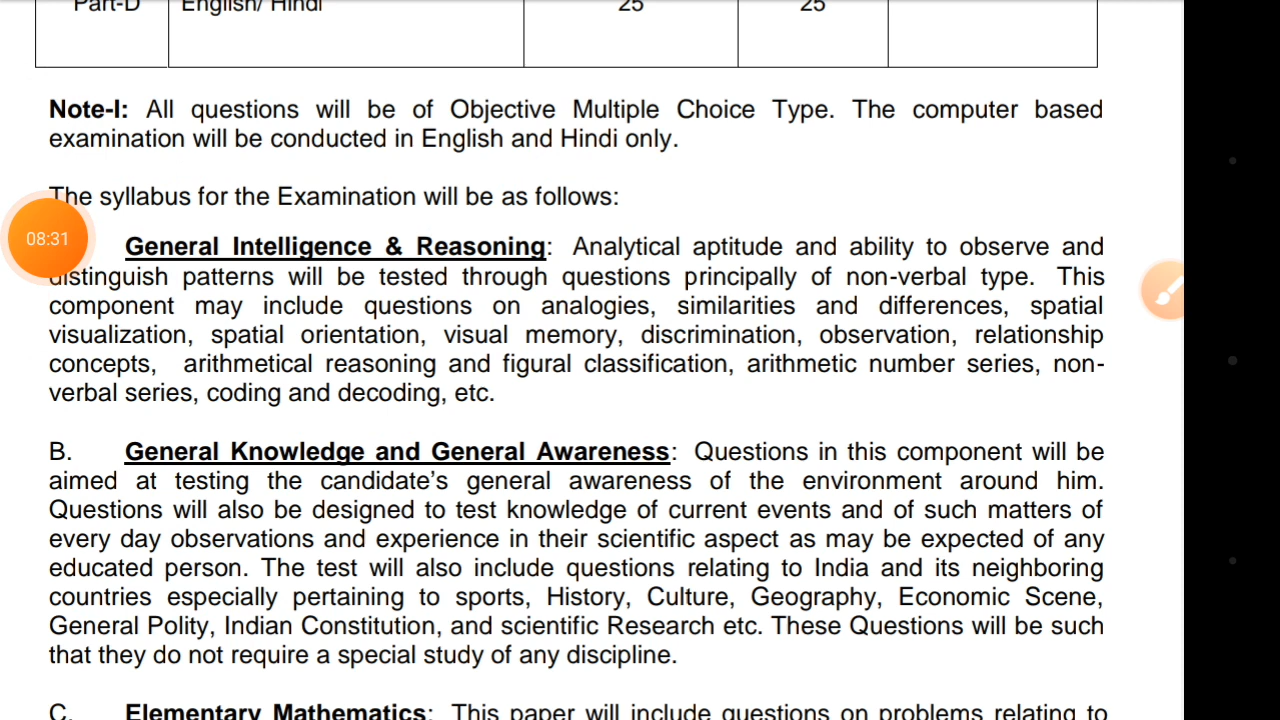 Part-D English/ Hindi 25 25
Note-I: All questions will be of Objective Multiple Choice Type. The computer based
examination will be conducted in English and Hindi only.
The syllabus for the Examination will be as follows:
08:31
General Intelligence & Reasoning: Analytical aptitude and ability to observe and
distinguish patterns will be tested through questions principally of non-verbal type. This
component may include questions on analogies, similarities and differences, spatial
visualization, spatial orientation, visual memory, discrimination, observation, relationship
concepts, arithmetical reasoning and figural classification, arithmetic number series, non-
verbal series, coding and decoding, etc.
B. General Knowledge and General Awareness: Questions in this component will be
aimed at testing the candidate's general awareness of the environment around him.
Questions will also be designed to test knowledge of current events and of such matters of
every day observations and experience in their scientific aspect as may be expected of any
educated person. The test will also include questions relating to India and its neighboring
countries especially pertaining to sports, History, Culture, Geography, Economic Scene,
General Polity, Indian Constitution, and scientific Research etc. These Questions will be such
that they do not require a special study of any discipline.
C. Elementary Mathematics: This paper will include questions on problems relating to